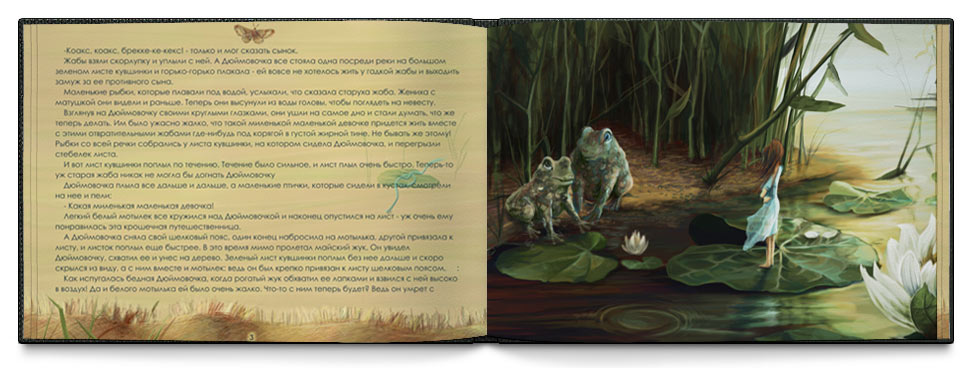 -Коакс, коакс, брекке-ке-кекс! - только и мог сказать сынок.
Жабы взяли скорлупку и уплыли с ней. А Дюймовочка все стояла одна посреди реки на большом
зеленом листе кувшинки и горько-горько плакала - ей вовсе не хотелось жить у гадкой жабы и выходить
замуж за ее противного сына.
Маленькие рыбки, которые плавали под водой, услыхали, что сказала старуха жаба. Жениха с
матушкой они видели и раньше. Теперь они высунули из воды головы, чтобы поглядеть на невесту.
Взглянув на Дюймовочку своими круглыми глазками, они ушли на самое дно и стали думать, что же
теперь делать. Им было ужасно жалко, что такой миленькой маленькой девочке придется жить вместе
с этими отвратительными жабами где-нибудь под корягой в густой жирной тине. Не бывать же этому!
Рыбки со всей речки собрались у листа кувшинки, на котором сидела Дюймовочка, и перегрызли
стебелек листа.
И вот лист кувшинки поплыл по течению. Течение было сильное, и лист плыл очень быстро. Теперь-то
уж старая жаба никак не могла бы догнать Дюймовочку
Дюймовочка плыла все дальше и дальше, а маленькие птички, которые сидели в кустах, смотрели
на нее и пели:
- Какая миленькая маленькая девочка!
Легкий белый мотылек все кружился над Дюймовочкой и наконец опустился на лист - уж очень ему
понравилась эта крошечная путешественница.
А Дюймовочка сняла свой шелковый пояс, один конец набросила на мотылька, другой привязала к
листу, и листок поплыл еще быстрее. В это время мимо пролетал майский жук. Он увидел
Дюймовочку, схватил ее и унес на дерево. Зеленый лист кувшинки поплыл без нее дальше и скоро
скрылся из виду, а с ним вместе и мотылек: ведь он был крепко привязан к листу шелковым поясом. :
Как испугалась бедная Дюймовочка, когда рогатый жук обхватил ее лапками и взвился с ней высоко
в воздух! Да и белого мотылька ей было очень жалко. Что-то с ним теперь будет? Ведь он умрет с
3